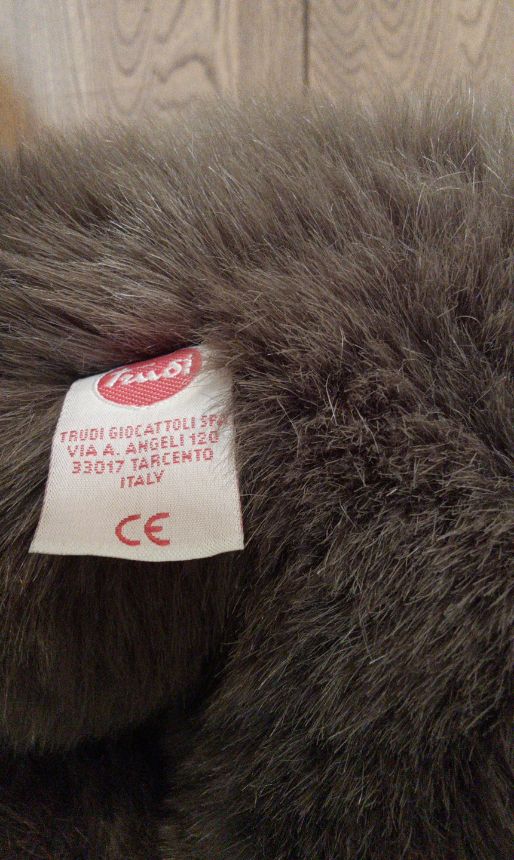 Trudi
TRUDI GIOCATTOLI SPA
VIA A. ANGELI 120
33017 TARCENTO
ITALY
CE